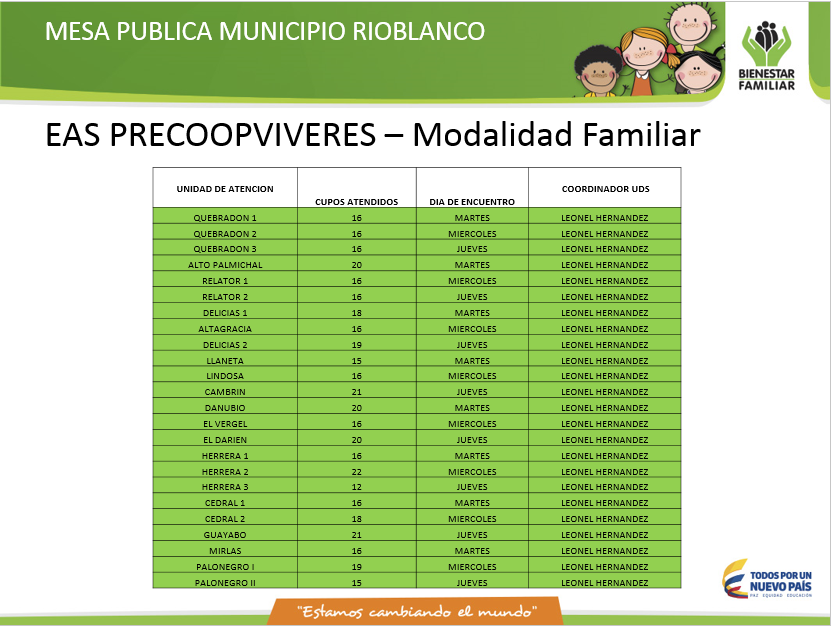 MESA PUBLICA MUNICIPIO RIOBLANCO
BIENESTAR
FAMILIAR
EAS PRECOOPVIVERES – Modalidad Familiar
UNIDAD DE ATENCION CUPOS ATENDIDOS DIA DE ENCUENTRO COORDINADOR UDS
QUEBRADON 1 16 MARTES LEONEL HERNANDEZ
QUEBRADON 2 16 MIERCOLES LEONEL HERNANDEZ
QUEBRADON 3 16 JUEVES LEONEL HERNANDEZ
ALTO PALMICHAL 20 MARTES LEONEL HERNANDEZ
RELATOR 1 16 MIERCOLES LEONEL HERNANDEZ
RELATOR 2 16 JUEVES LEONEL HERNANDEZ
DELICIAS 1 18 MARTES LEONEL HERNANDEZ
ALTAGRACIA 16 MIERCOLES LEONEL HERNANDEZ
DELICIAS 2 19 JUEVES LEONEL HERNANDEZ
LLANETA 15 MARTES LEONEL HERNANDEZ
LINDOSA 16 MIERCOLES LEONEL HERNANDEZ
CAMBRIN 21 JUEVES LEONEL HERNANDEZ
DANUBIO 20 MARTES LEONEL HERNANDEZ
EL VERGEL 16 MIERCOLES LEONEL HERNANDEZ
EL DARIEN 20 JUEVES LEONEL HERNANDEZ
HERRERA 1 16 MARTES LEONEL HERNANDEZ
HERRERA 2 22 MIERCOLES LEONEL HERNANDEZ
HERRERA 3 12 JUEVES LEONEL HERNANDEZ
CEDRAL 1 16 MARTES LEONEL HERNANDEZ
CEDRAL 2 18 MIERCOLES LEONEL HERNANDEZ
GUAYABO 21 JUEVES LEONEL HERNANDEZ
MIRLAS 16 MARTES LEONEL HERNANDEZ
PALONEGRO I 19 MIERCOLES LEONEL HERNANDEZ
PALONEGRO II 15 JUEVES LEONEL HERNANDEZ
TODOS POR UN
NUEVO PAÍS
PAZ EQUIDAD EDUCACIÓN
"Estamos cambiando el mundo"